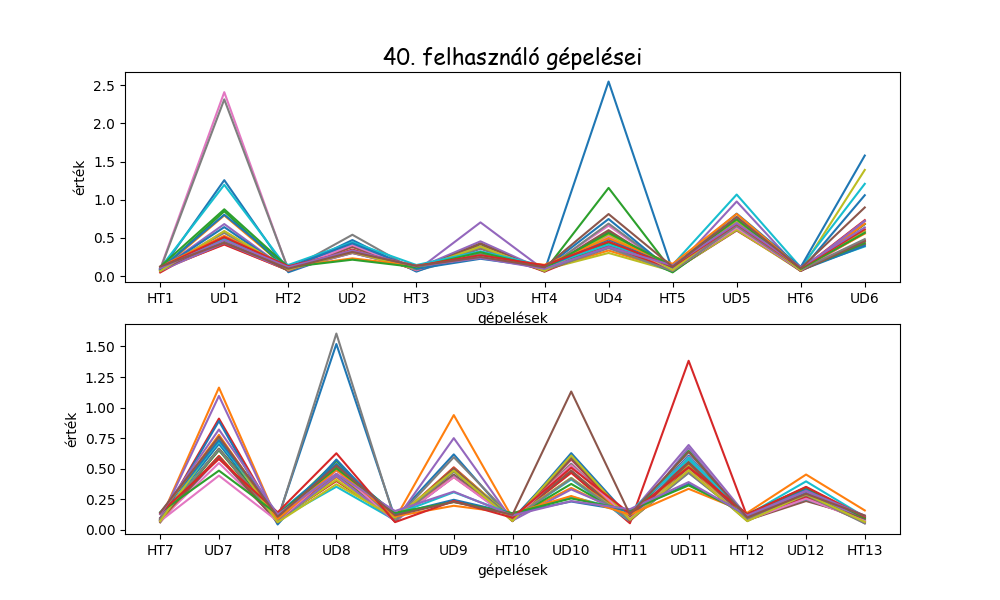 40. felhasználó gépelései
érték
2.5
2.0
1.5
1.0
0.5
0.0
HT1 UD1 HT2 UD2 HT3 UD3 HT4 UD4 HT5 UD5 HT6 UD6
gépelések
érték
1.50
1.25
1.00
0.75
0.50
0.25
0.00
HT7 UD7 HT8 UD8 HT9 UD9 HT10 UD10 HT11 UD11 HT12 UD12 HT13
gépelések